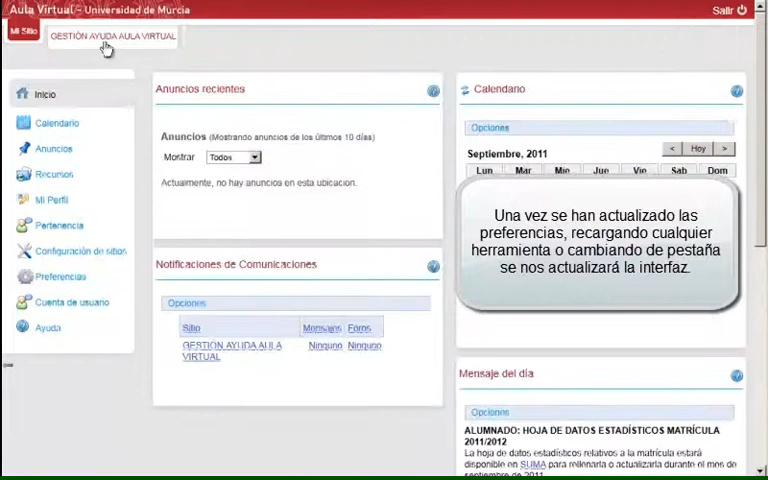 Aula Virtual - Universidad de Murcia
Salir
Mi Sitio
GESTIÓN AYUDA AULA VIRTUAL
Inicio
Calendario
Anuncios
Recursos
Mi Perfil
Pertenencia
Configuración de sitios
Preferencias
Cuenta de usuario
Ayuda
Anuncios recientes
Anuncios (Mostrando anuncios de los últimos 10 días)
Mostrar Todos
Actualmente, no hay anuncios en esta ubicacion.
Notificaciones de Comunicaciones
Opciones
Sitio Mensajes Foros
GESTIÓN AYUDA AULA Ninguno Ninguno
VIRTUAL
Calendario
Opciones
Septiembre, 2011 < Hoy >
Lun Mar Mie Jue Vie Sab Dom
Una vez se han actualizado las
preferencias, recargando cualquier
herramienta o cambiando de pestaña
se nos actualizará la interfaz.
Mensaje del día
Opciones
ALUMNADO: HOJA DE DATOS ESTADÍSTICOS MATRÍCULA
2011/2012
La hoja de datos estadísticos relativos a la matrícula estará
disponible en SUMA para rellenarla o actualizarla durante el mes de
septiembre de 2011.